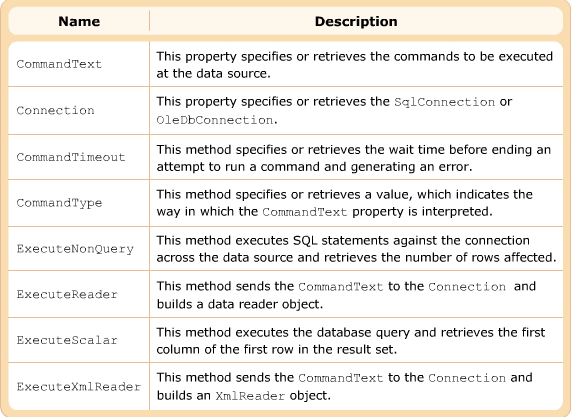 Name Description
CommandText This property specifies or retrieves the commands to be executed
at the data source.
Connection This property specifies or retrieves the SqlConnection or
OleDbConnection.
CommandTimeout This method specifies or retrieves the wait time before ending an
attempt to run a command and generating an error.
CommandType This method specifies or retrieves a value, which indicates the
way in which the CommandText property is interpreted.
ExecuteNonQuery This method executes SQL statements against the connection
across the data source and retrieves the number of rows affected.
ExecuteReader This method sends the CommandText to the Connection and
builds a data reader object.
ExecuteScalar This method executes the database query and retrieves the first
column of the first row in the result set.
ExecuteXmlReader This method sends the CommandText to the Connection and
builds an XmlReader object.